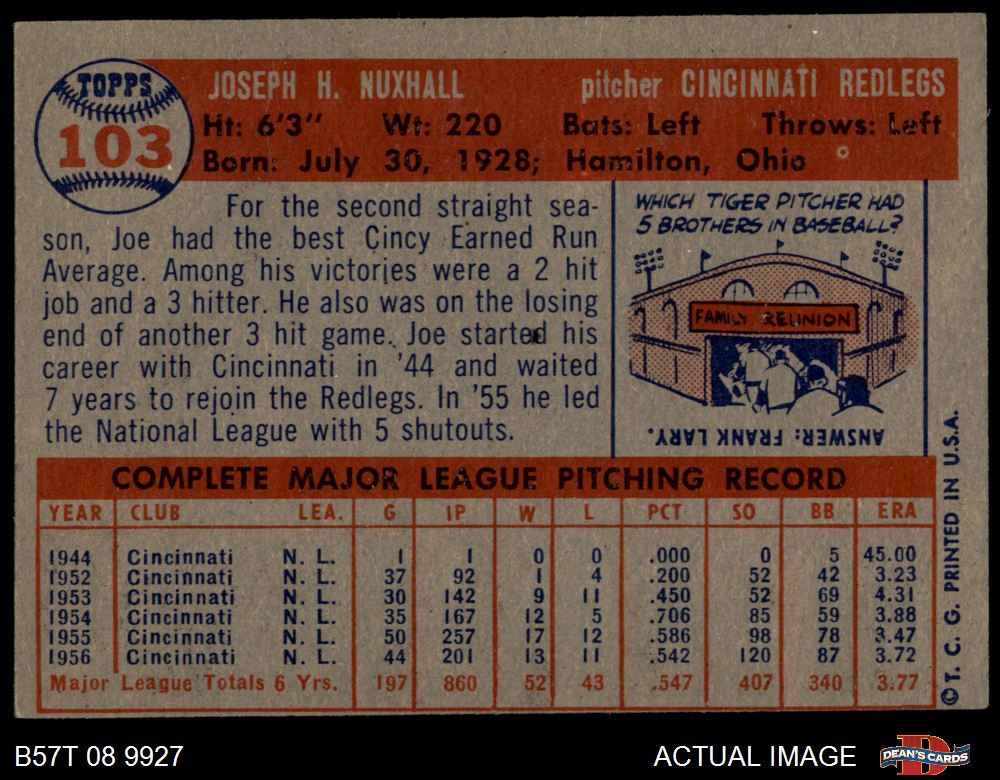 TOPPS
103
JOSEPH H. NUXHALL pitcher CINCINNATI REDLEGS
Ht: 6'3" Wt: 220 Bats: Left Throws: Left
Born: July 30, 1928; Hamilton, Ohio
For the second straight sea-
son, Joe had the best Cincy Earned Run
Average. Among his victories were a 2 hit
job and a 3 hitter. He also was on the losing
end of another 3 hit game. Joe started his
career with Cincinnati in '44 and waited
7 years to rejoin the Redlegs. In '55 he led
the National League with 5 shutouts.
WHICH TIGER PITCHER HAD
5 BROTHERS IN BASEBALL?
FAMILY REUNION
ANSWER: FRANK LARY.
COMPLETE MAJOR LEAGUE PITCHING RECORD
YEAR CLUB LEA. G IP W L PCT SO BB ERA
1944 Cincinnati N. L. 1 1 0 0 .000 0 5 45.00
1952 Cincinnati N. L. 37 92 1 4 .200 52 42 3.23
1953 Cincinnati N. L. 30 142 9 11 .450 52 69 4.31
1954 Cincinnati N. L. 35 167 12 5 .706 85 59 3.88
1955 Cincinnati N. L. 50 257 17 12 .586 98 78 3.47
1956 Cincinnati N. L. 44 201 13 11 .542 120 87 3.72
Major League Totals 6 Yrs. 197 860 52 43 .547 407 340 3.77
© T. C. G. PRINTED IN U.S.A.
B57T 08 9927 ACTUAL IMAGE DEAN'S CARDS